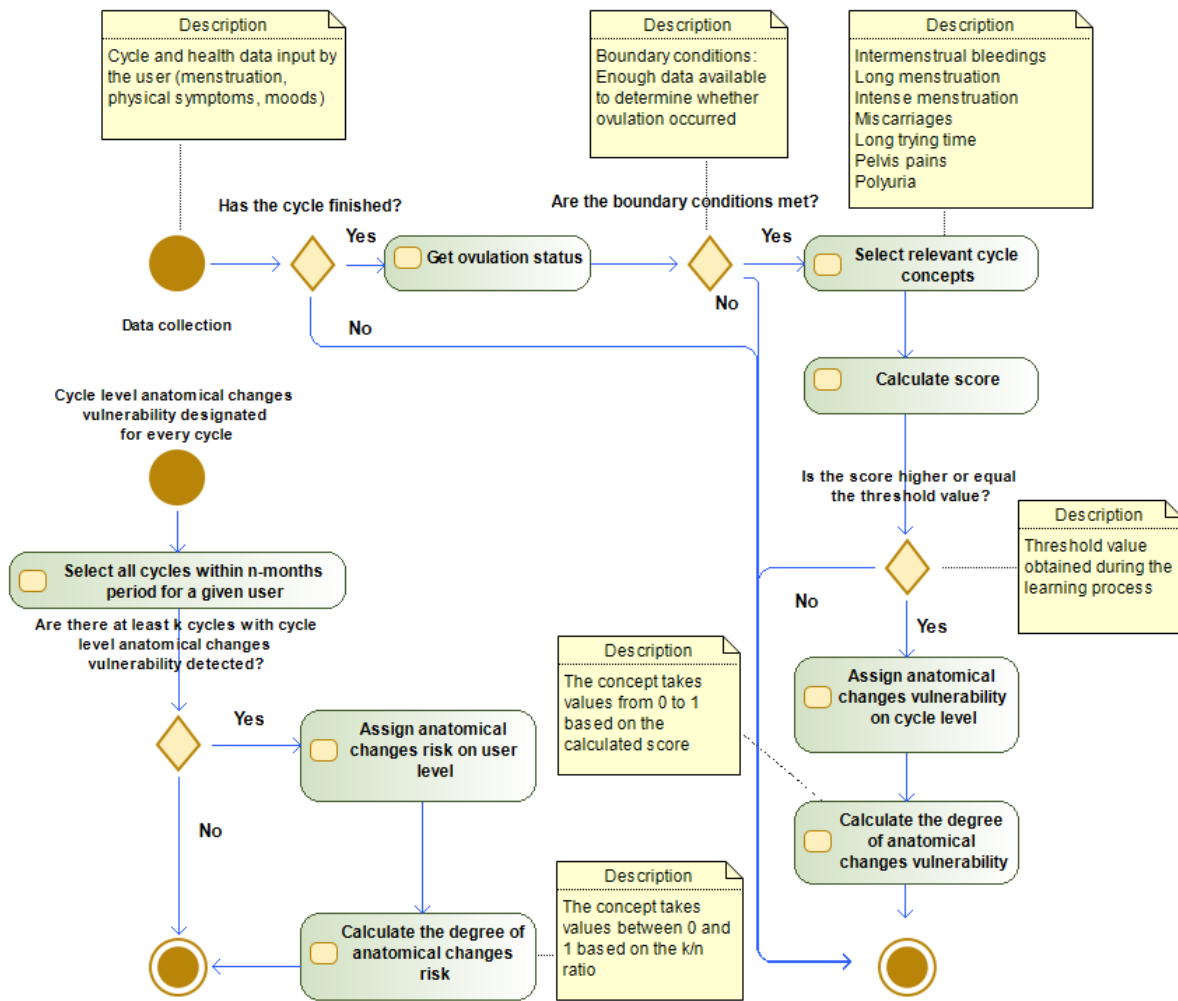 Description
Cycle and health data input by
the user (menstruation,
physical symptoms, moods)
Description
Boundary conditions:
Enough data available
to determine whether
ovulation occurred
Description
Intermenstrual bleedings
Long menstruation
Intense menstruation
Miscarriages
Long trying time
Pelvis pains
Polyuria
Has the cycle finished?
Are the boundary conditions met?
Yes
Get ovulation status
Yes
Select relevant cycle
concepts
No
Data collection
No
Calculate score
Cycle level anatomical changes
vulnerability designated
for every cycle
Is the score higher or equal
the threshold value?
Description
Threshold value
obtained during the
learning process
Select all cycles within n-months
period for a given user
No
Yes
Are there at least k cycles with cycle
level anatomical changes
vulnerability detected?
Description
The concept takes
values from 0 to 1
based on the
calculated score
Assign anatomical
changes vulnerability
on cycle level
Yes
Assign anatomical
changes risk on user
level
No
Calculate the degree
of anatomical
changes vulnerability
Description
The concept takes
values between 0 and
1 based on the k/n
ratio
Calculate the degree of
anatomical changes
risk